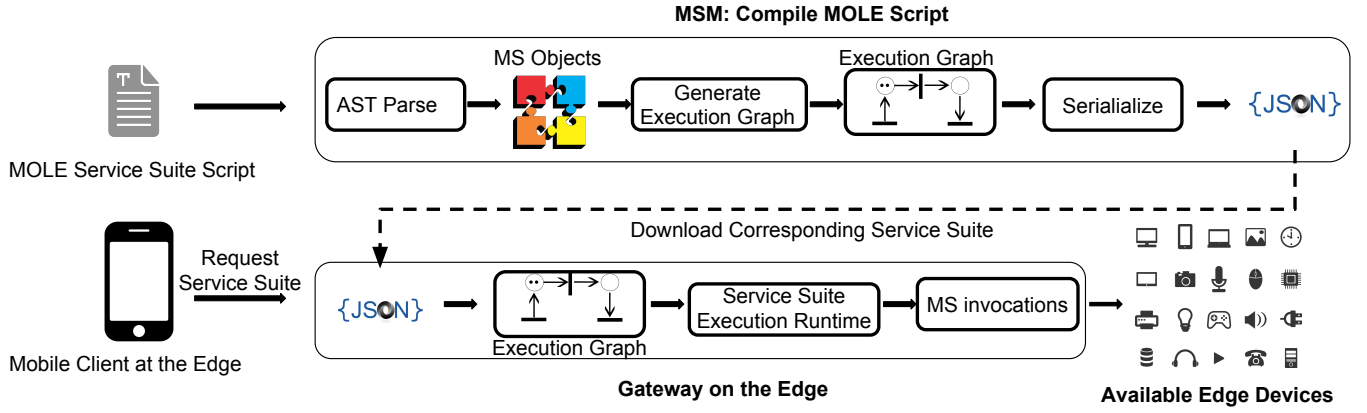 MSM: Compile MOLE Script
MS Objects
Execution Graph
T
AST Parse
Generate
Execution Graph
Serialialize
{JSON}
MOLE Service Suite Script
Download Corresponding Service Suite
Request
Service Suite
{JSON}
Service Suite
Execution Runtime
MS invocations
Execution Graph
Mobile Client at the Edge
Gateway on the Edge
Available Edge Devices